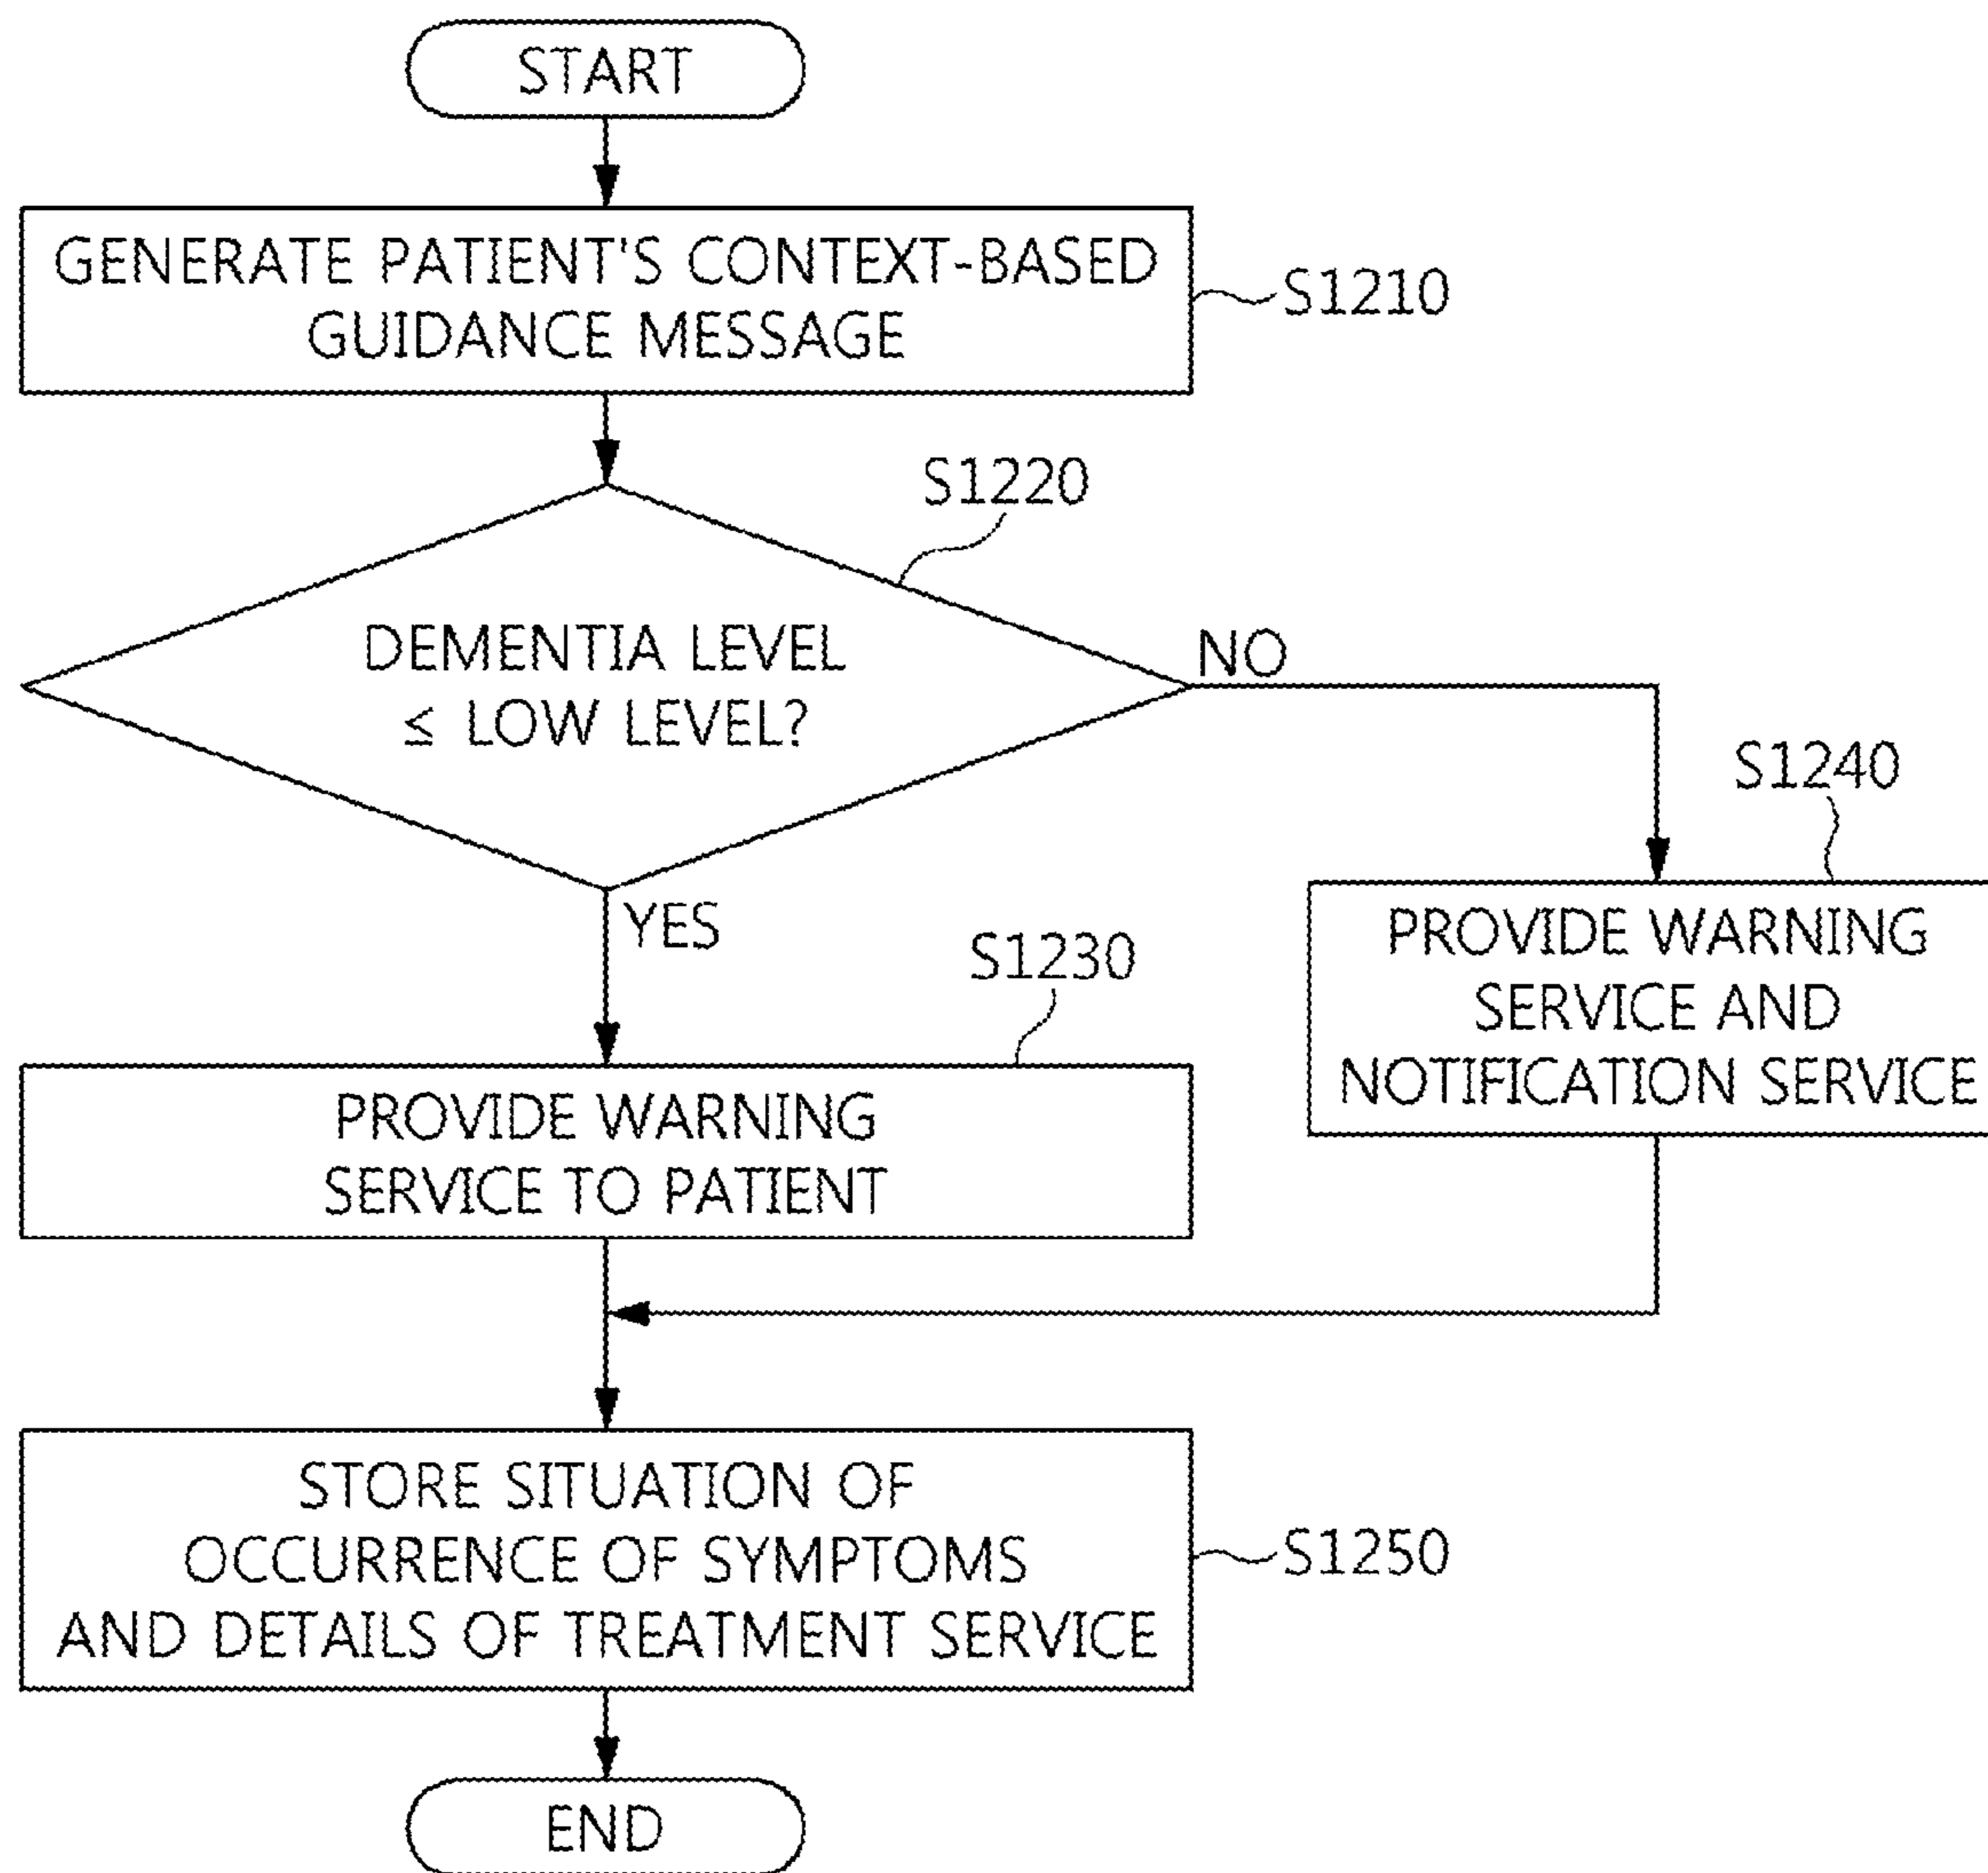 START
GENERATE PATIENT'S CONTEXT-BASED
GUIDANCE MESSAGE
S1210
S1220
DEMENTIA LEVEL
≤ LOW LEVEL?
NO
YES
S1240
PROVIDE WARNING
SERVICE AND
NOTIFICATION SERVICE
S1230
PROVIDE WARNING
SERVICE TO PATIENT
STORE SITUATION OF
OCCURRENCE OF SYMPTOMS
AND DETAILS OF TREATMENT SERVICE
S1250
END